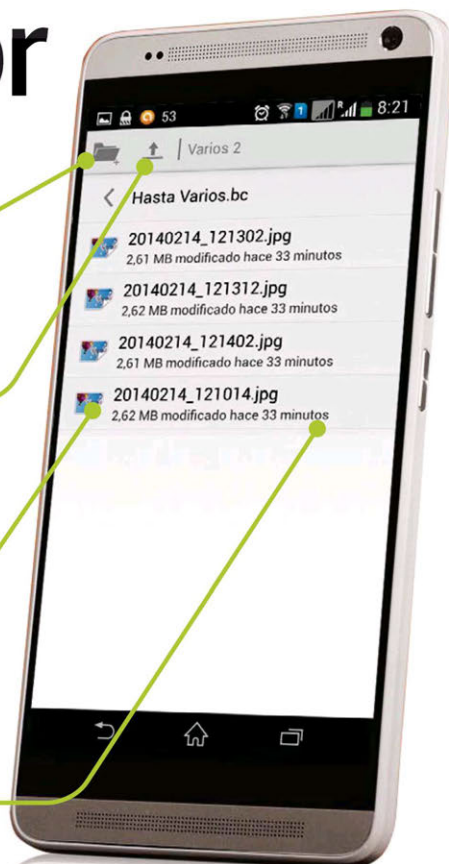 or
53 1 R 8:21
Varios 2
Hasta Varios.bc
20140214_121302.jpg
2,61 MB modificado hace 33 minutos
20140214_121312.jpg
2,62 MB modificado hace 33 minutos
20140214_121402.jpg
2,61 MB modificado hace 33 minutos
20140214_121014.jpg
2,62 MB modificado hace 33 minutos